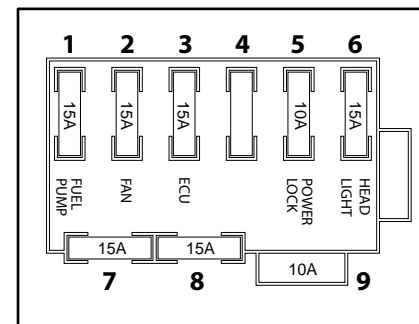 1 2 3 4 5 6
15A 15A 15A 10A 15A
FUEL
PUMP
FAN
ECU
POWER
LOCK
HEAD
LIGHT
15A 15A 10A
7 8 9